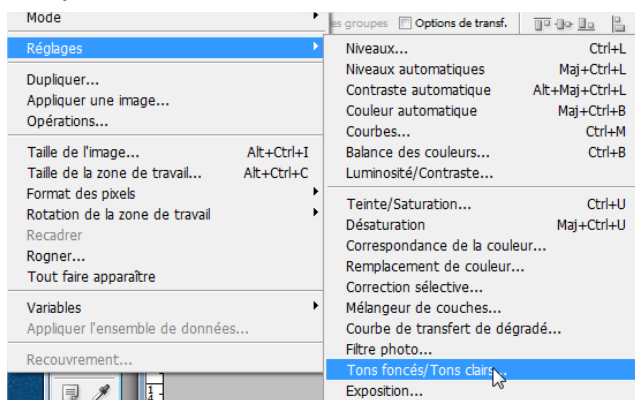 Mode
es groupes Options de transf.
Réglages
Dupliquer...
Appliquer une image...
Opérations...
Taille de l'image... Alt+Ctrl+I
Taille de la zone de travail... Alt+Ctrl+C
Format des pixels
Rotation de la zone de travail
Recadrer
Rogner...
Tout faire apparaître
Variables
Appliquer l'ensemble de données...
Recouvrement...
Niveaux... Ctrl+L
Niveaux automatiques Maj+Ctrl+L
Contraste automatique Alt+Maj+Ctrl+L
Couleur automatique Maj+Ctrl+B
Courbes... Ctrl+M
Balance des couleurs... Ctrl+B
Luminosité/Contraste...
Teinte/Saturation... Ctrl+U
Désaturation Maj+Ctrl+U
Correspondance de la couleur...
Remplacement de couleur...
Correction sélective...
Mélangeur de couches...
Courbe de transfert de dégradé...
Filtre photo...
Tons foncés/Tons clairs...
Exposition...